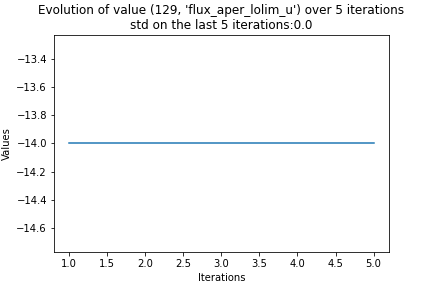 Evolution of value (129, 'flux_aper_lolim_u') over 5 iterations
std on the last 5 iterations:0.0
Values
−13.4
−13.6
−13.8
−14.0
−14.2
−14.4
−14.6
1.0 1.5 2.0 2.5 3.0 3.5 4.0 4.5 5.0
Iterations